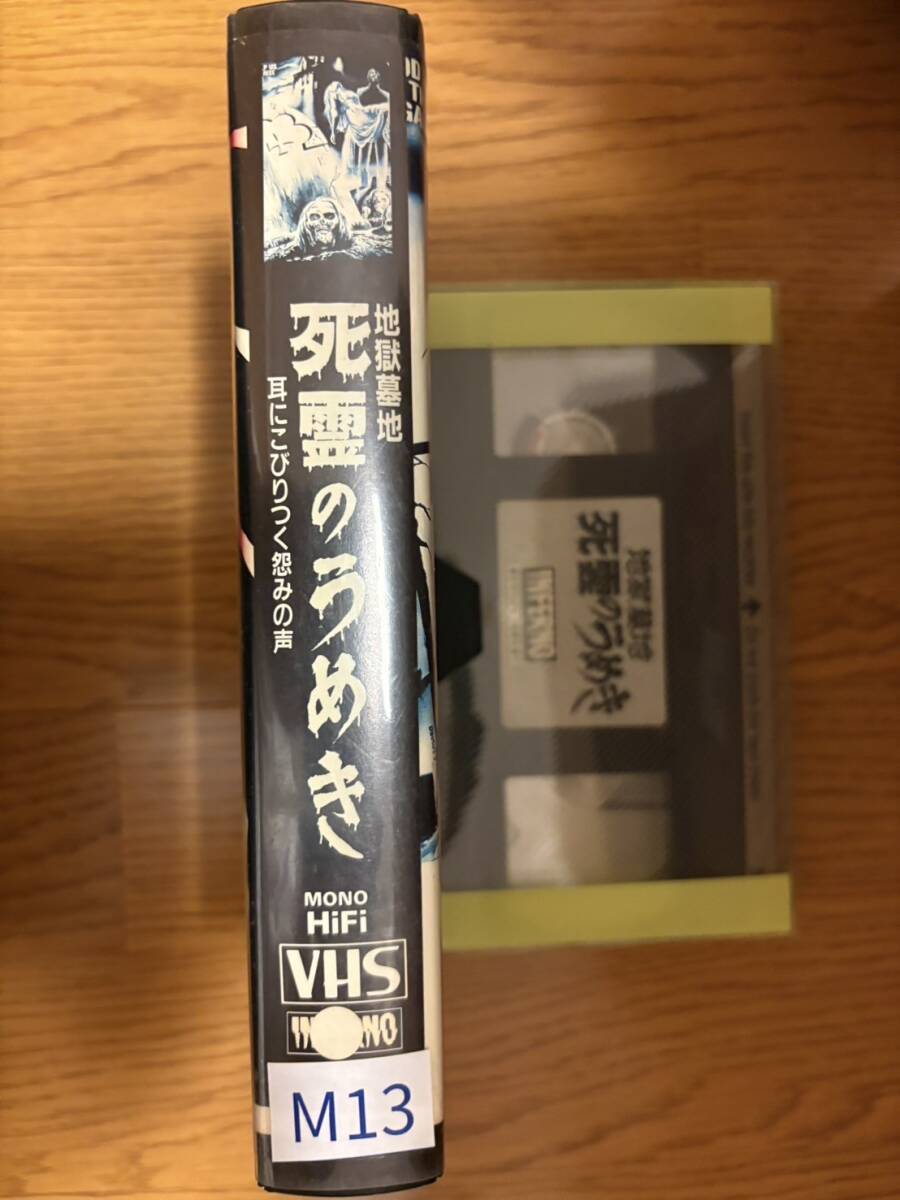 地獄墓地
死霊のうめき
耳にこびりつく怨みの声
MONO
HiFi
VHS
M13
地獄墓地
死霊のうめき
INFERNO